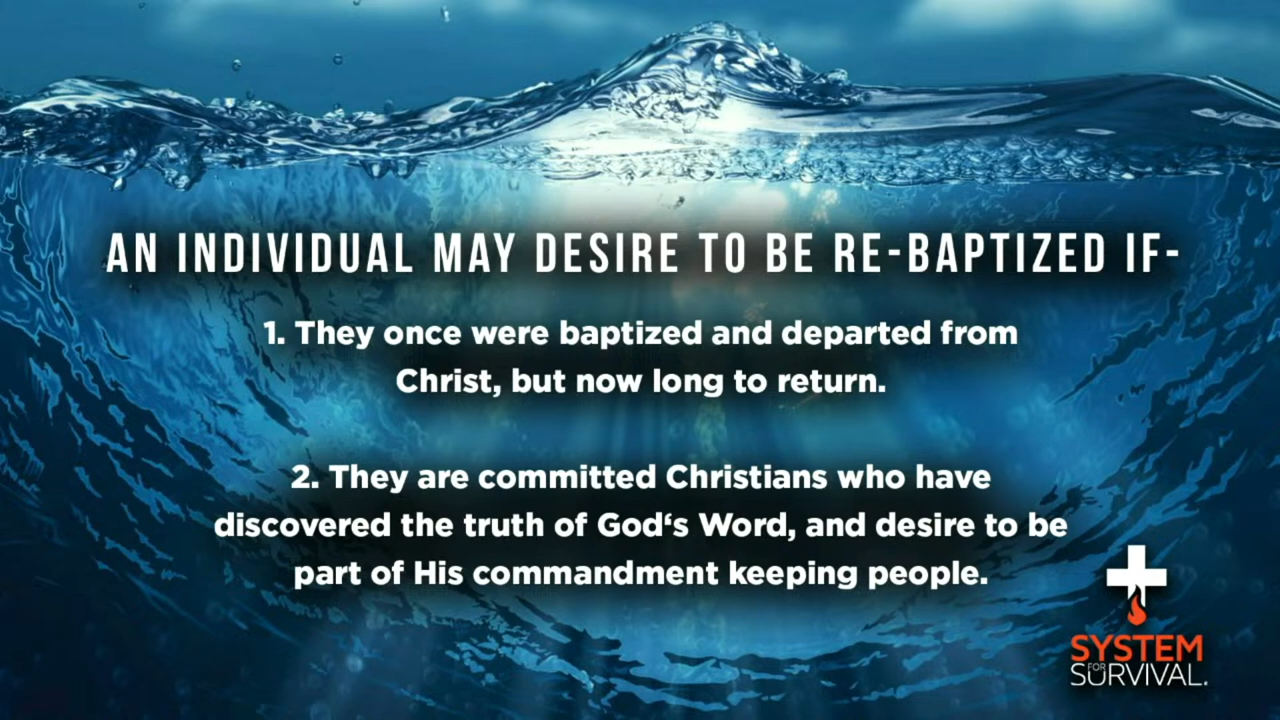 AN INDIVIDUAL MAY DESIRE TO BE RE-BAPTIZED IF-
1. They once were baptized and departed from
Christ, but now long to return.
2. They are committed Christians who have
discovered the truth of God‘s Word, and desire to be
part of His commandment keeping people.
SYSTEM
FOR
SURVIVAL.